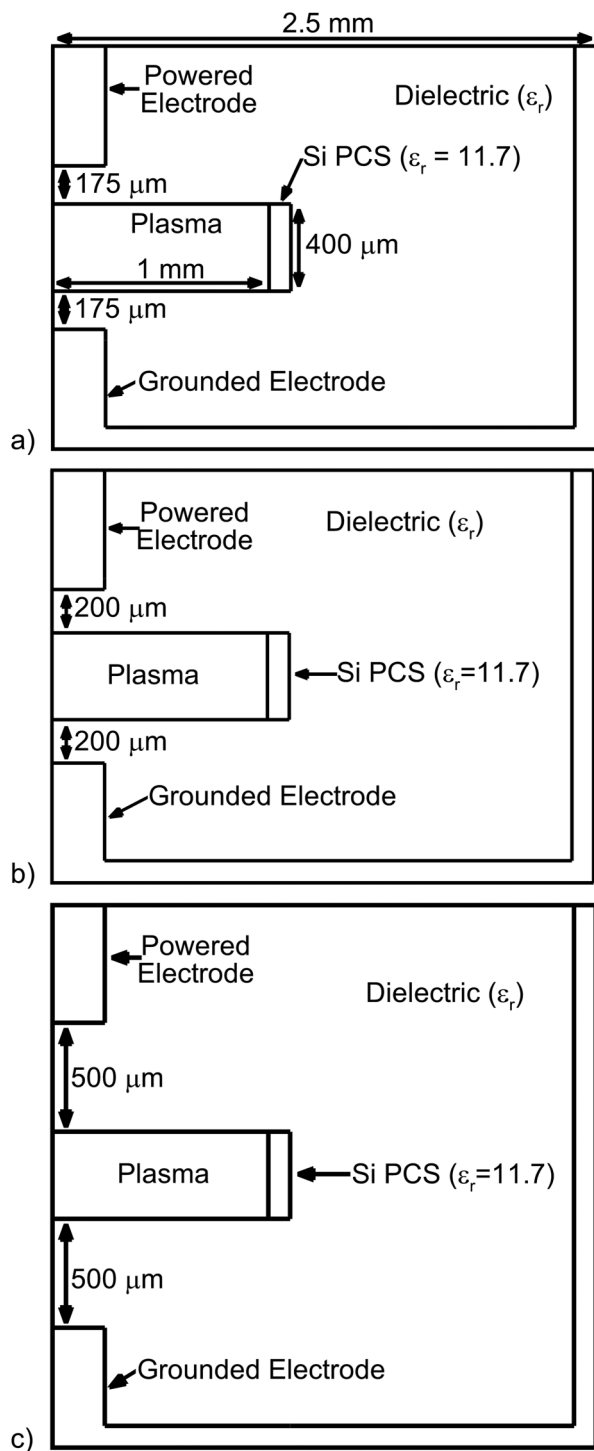 2.5 mm
Powered
Electrode
Dielectric (εr)
Si PCS (εr = 11.7)
175 μm
Plasma
400 μm
1 mm
175 μm
Grounded Electrode
a)
Powered
Electrode
Dielectric (εr)
200 μm
Plasma
Si PCS (εr=11.7)
200 μm
Grounded Electrode
b)
Powered
Electrode
Dielectric (εr)
500 μm
Plasma
Si PCS (εr=11.7)
500 μm
Grounded Electrode
c)